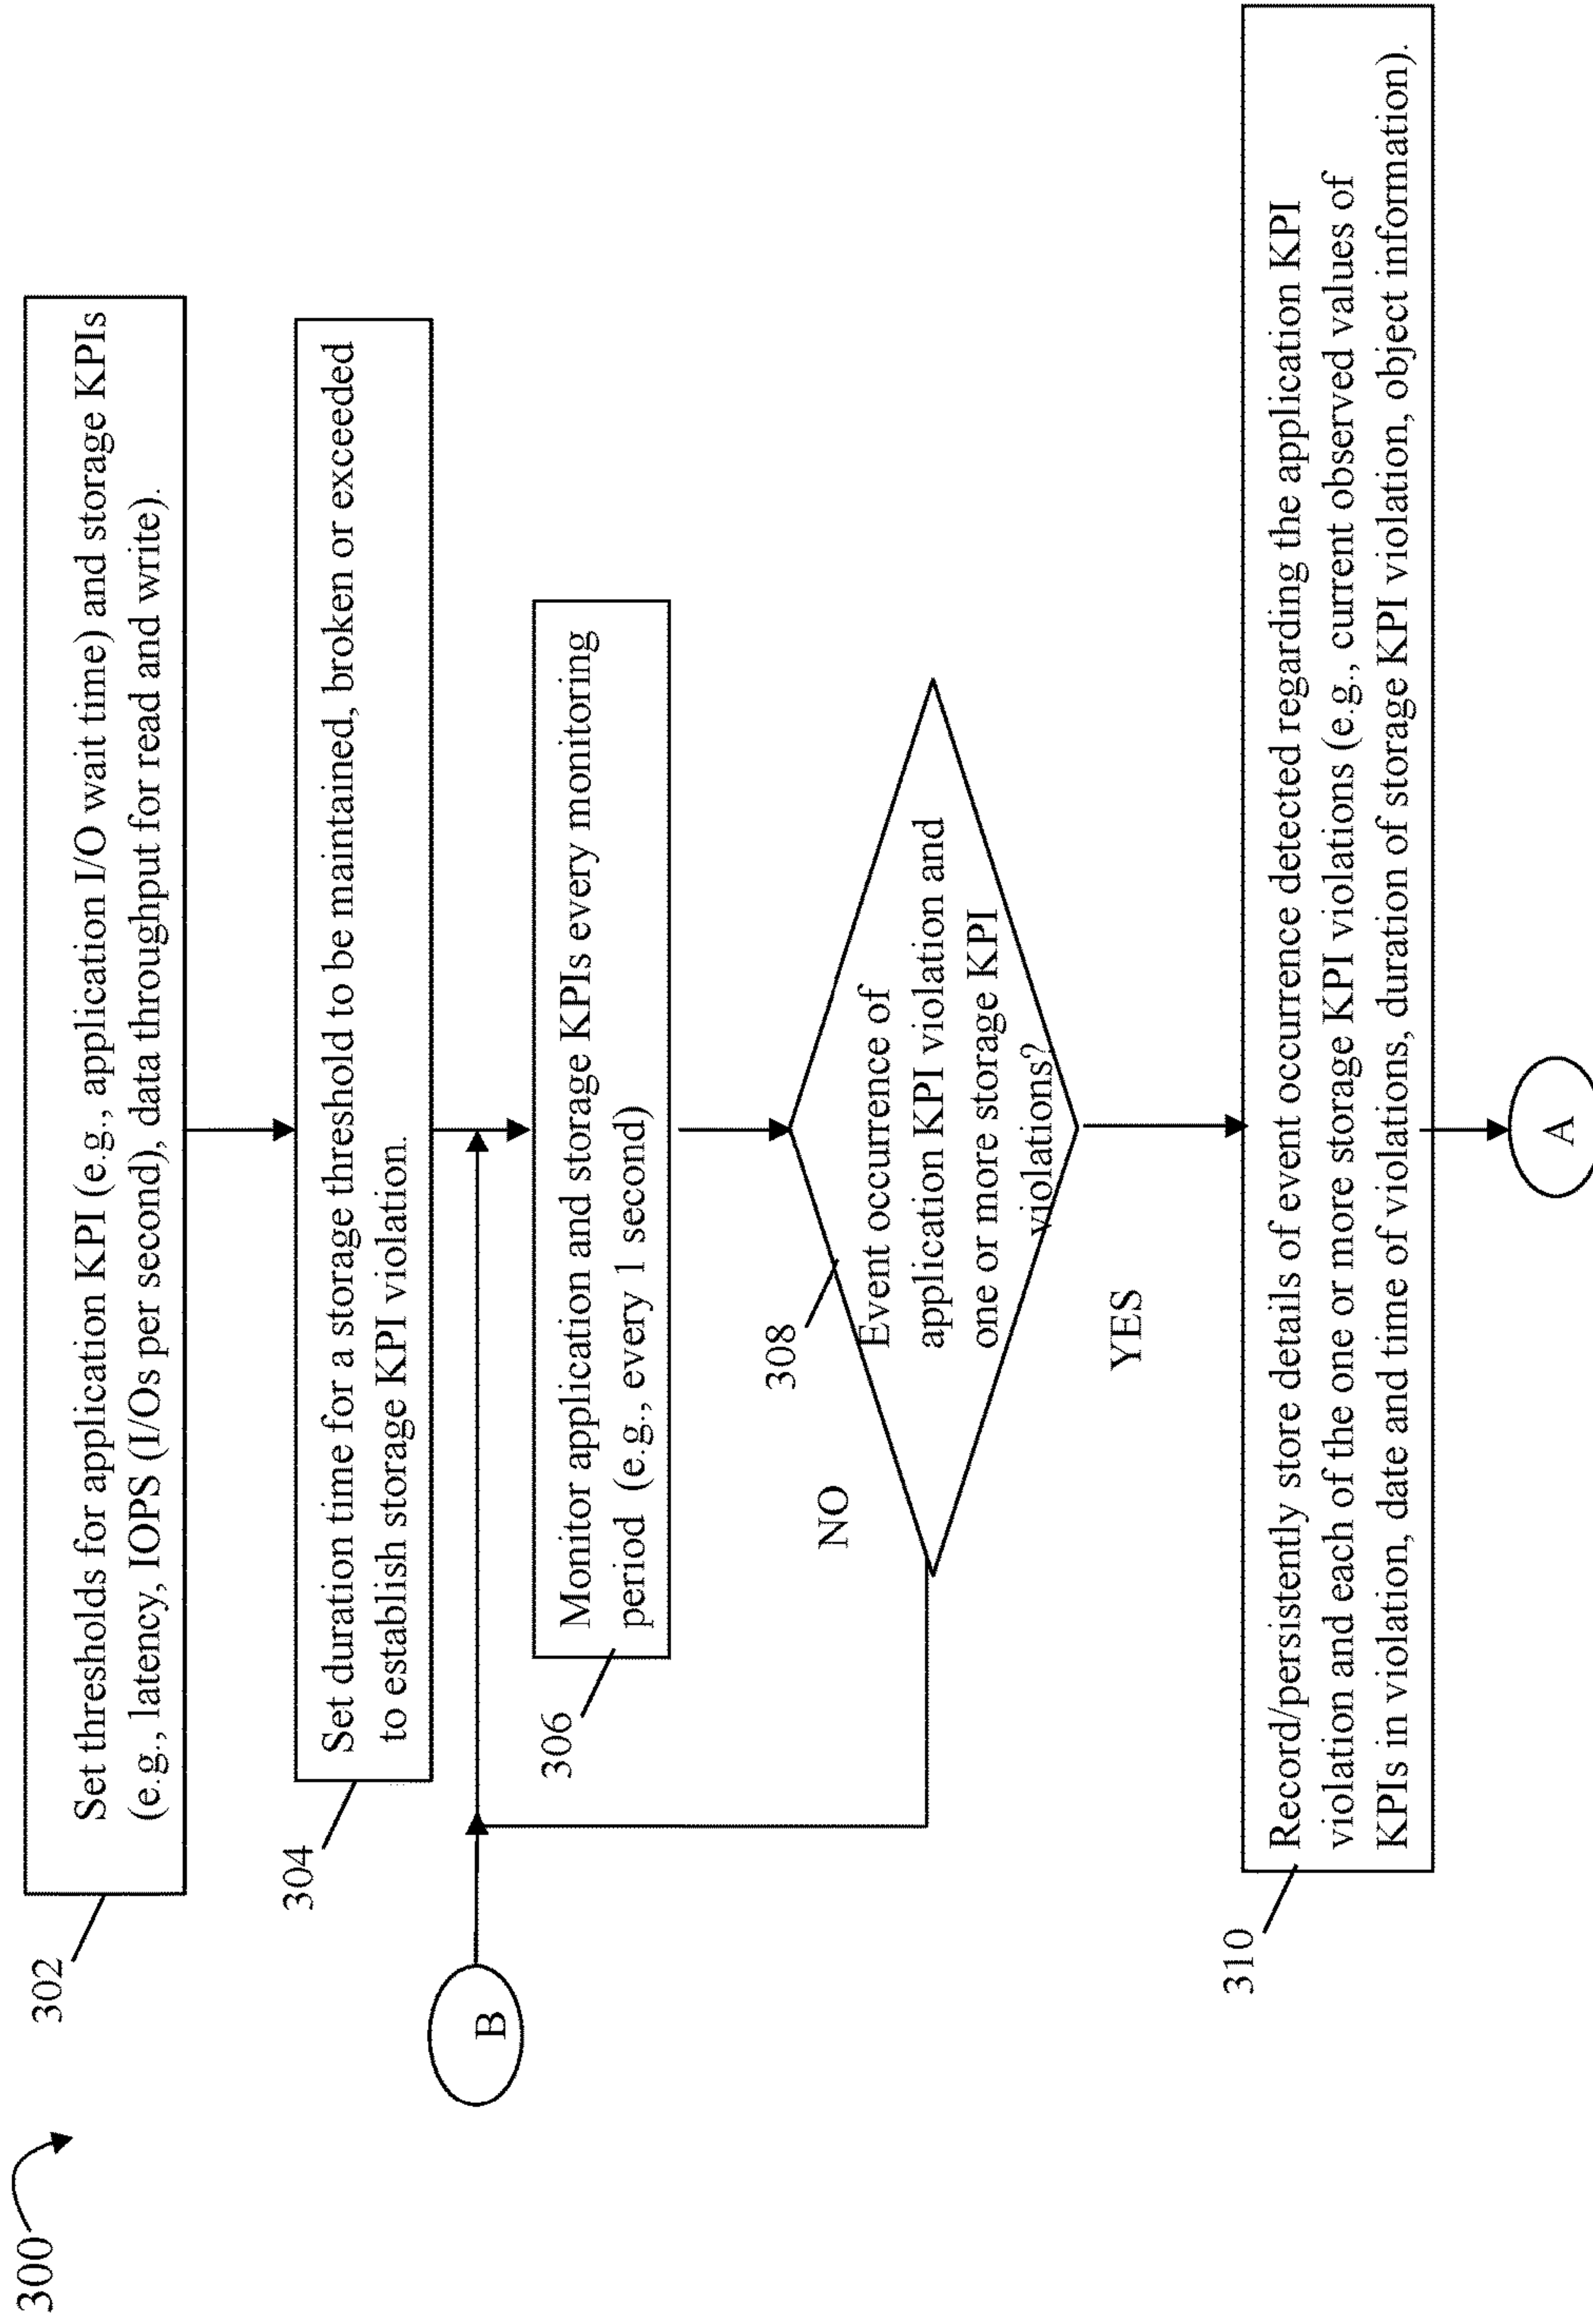 300
302
Set thresholds for application KPI (e.g., application I/O wait time) and storage KPIs
(e.g., latency, IOPS (I/Os per second), data throughput for read and write).
304
Set duration time for a storage threshold to be maintained, broken or exceeded
to establish storage KPI violation.
B
306
Monitor application and storage KPIs every monitoring
period (e.g., every 1 second)
308
NO
Event occurrence of
application KPI violation and
one or more storage KPI
violations?
YES
310
Record/persistently store details of event occurrence detected regarding the application KPI
violation and each of the one or more storage KPI violations (e.g., current observed values of
KPIs in violation, date and time of violations, duration of storage KPI violation, object information).
A